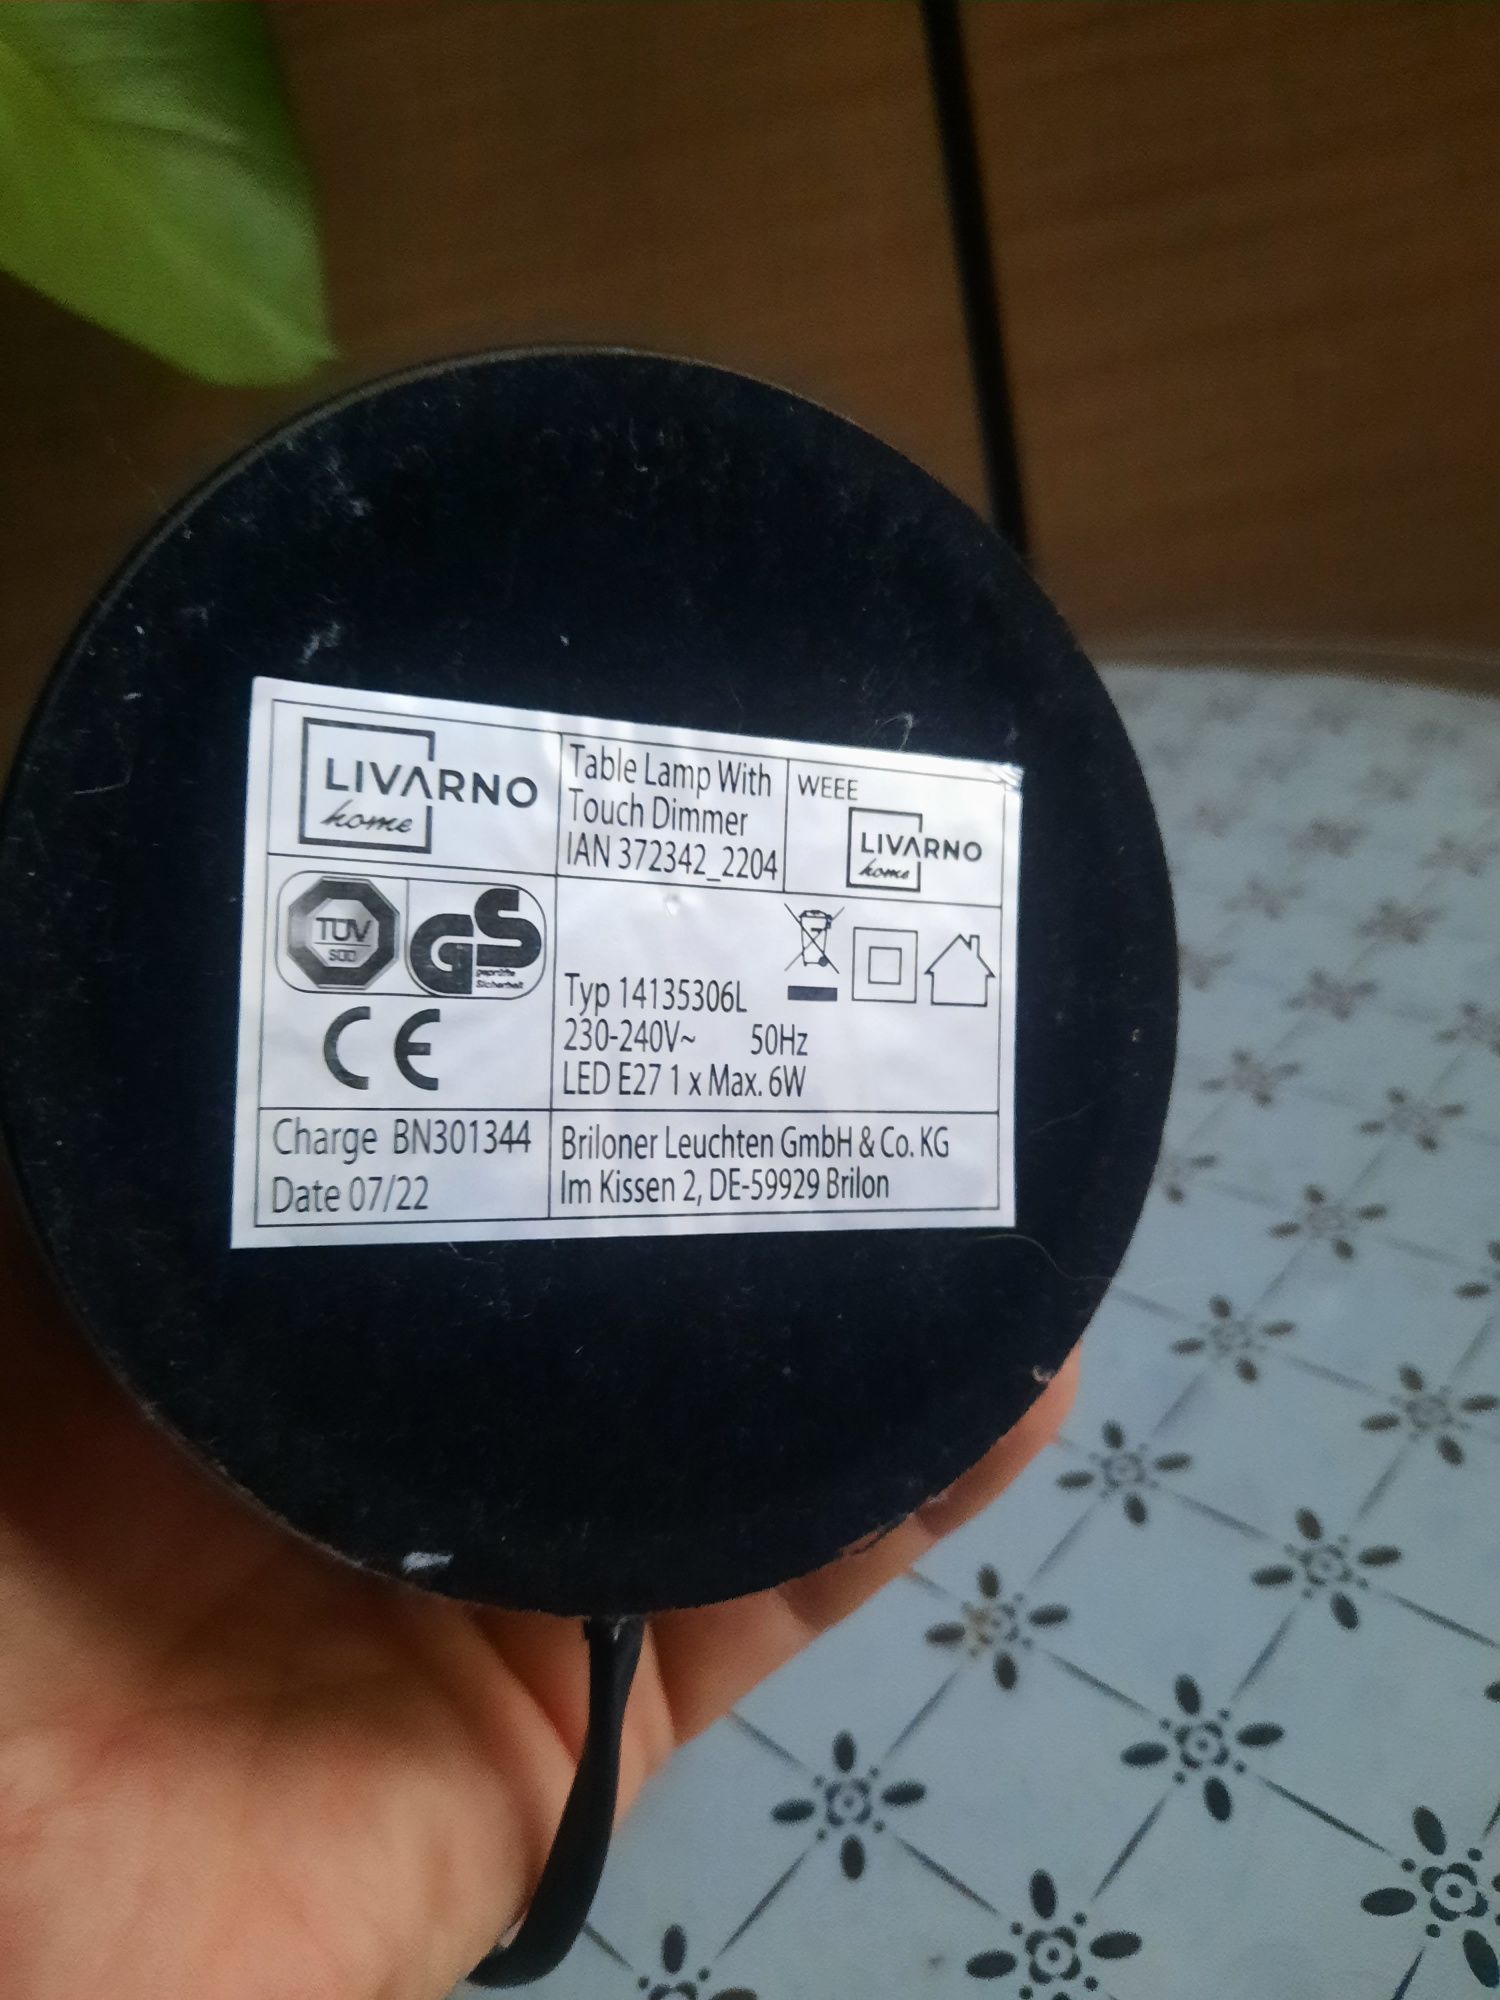 LIVARNO
home
Table Lamp With
Touch Dimmer
IAN 372342_2204
WEEE
LIVARNO
home
TÜV
SÜD
GS
geprüfte
Sicherheit
CE
Typ 14135306L
230-240V~ 50Hz
LED E27 1 x Max. 6W
Charge BN301344
Date 07/22
Briloner Leuchten GmbH & Co. KG
Im Kissen 2, DE-59929 Brilon